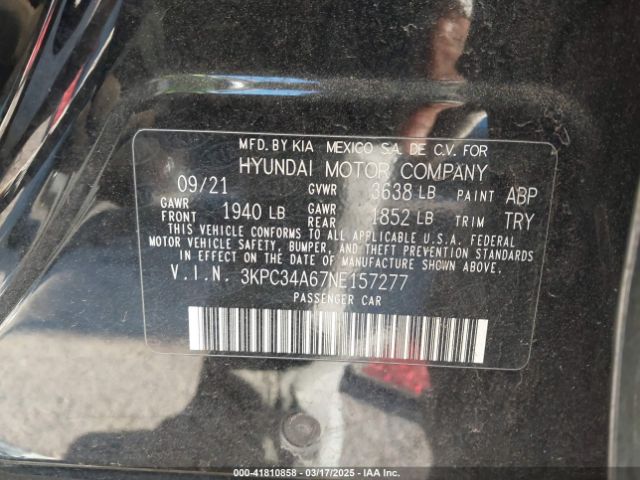 MFD. BY KIA MEXICO S.A. DE C.V. FOR
HYUNDAI MOTOR COMPANY
09/21 GVWR 3638 LB PAINT ABP
GAWR FRONT 1940 LB GAWR REAR 1852 LB TRIM TRY
THIS VEHICLE CONFORMS TO ALL APPLICABLE U.S.A. FEDERAL
MOTOR VEHICLE SAFETY, BUMPER, AND THEFT PREVENTION STANDARDS
IN EFFECT ON THE DATE OF MANUFACTURE SHOWN ABOVE.
V.I.N. 3KPC34A67NE157277
PASSENGER CAR
000-41810858 - 03/17/2025 - IAA Inc.